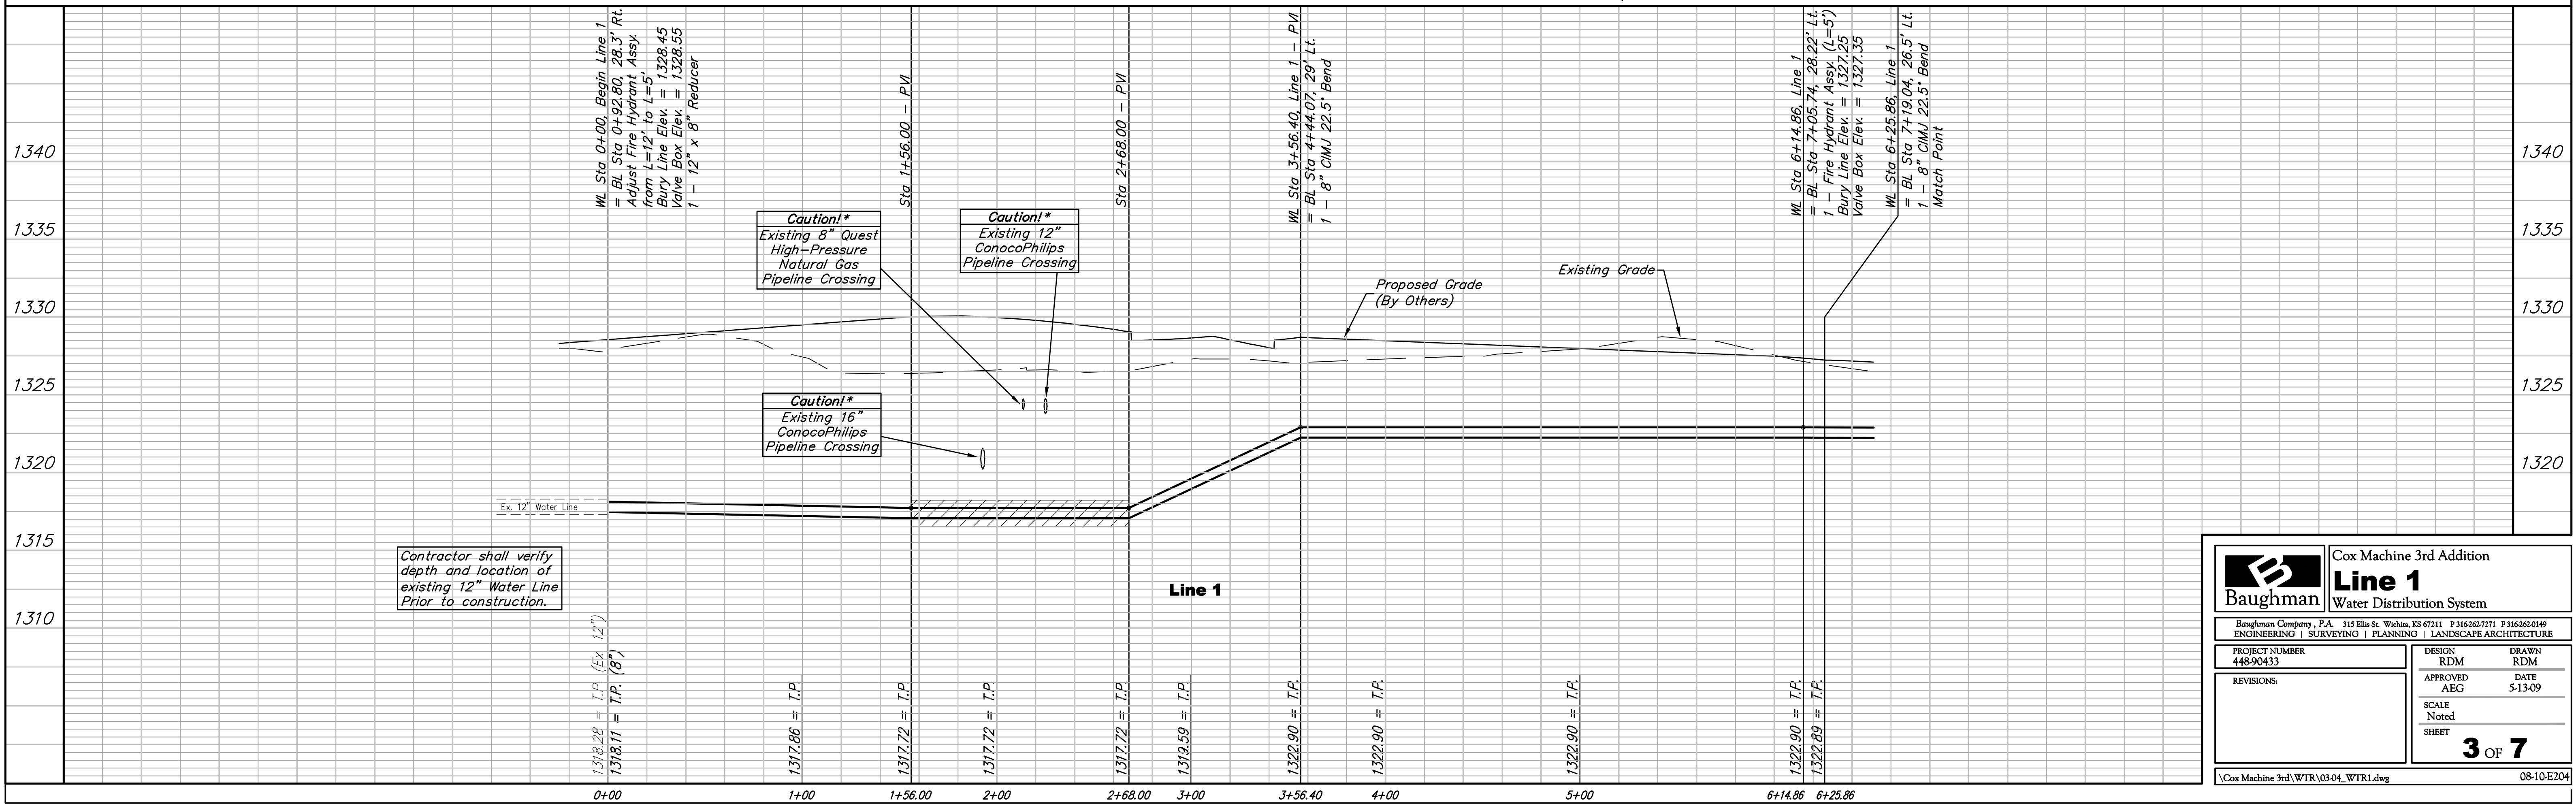 WL Sta 0+00, Begin Line 1
= BL Sta 0+92.80, 28.3' Rt.
Adjust Fire Hydrant Assy.
from L=12' to L=5'
Bury Line Elev. = 1328.45
Valve Box Elev. = 1328.55
1 - 12" x 8" Reducer
Sta 1+56.00 - PVI
Sta 2+68.00 - PVI
WL Sta 3+56.40, Line 1 - PVI
= BL Sta 4+44.07, 29' Lt.
1 - 8" CIMJ 22.5° Bend
WL Sta 6+14.86, Line 1
= BL Sta 7+05.74, 28.22' Lt.
1 - Fire Hydrant Assy. (L=5')
Bury Line Elev. = 1327.25
Valve Box Elev. = 1327.35
WL Sta 6+25.86, Line 1
= BL Sta 7+19.04, 26.5' Lt.
1 - 8" CIMJ 22.5° Bend
Match Point
1340
1335
1330
1325
1320
1315
1310
1340
1335
1330
1325
1320
Caution!*
Existing 8" Quest
High-Pressure
Natural Gas
Pipeline Crossing
Caution!*
Existing 12"
ConocoPhilips
Pipeline Crossing
Proposed Grade
(By Others)
Existing Grade
Caution!*
Existing 16"
ConocoPhilips
Pipeline Crossing
Ex. 12" Water Line
Contractor shall verify
depth and location of
existing 12" Water Line
Prior to construction.
Line 1
1318.28 = T.P. (Ex. 12")
1318.11 = T.P. (8")
1317.86 = T.P.
1317.72 = T.P.
1317.72 = T.P.
1317.72 = T.P.
1319.59 = T.P.
1322.90 = T.P.
1322.90 = T.P.
1322.90 = T.P.
1322.90 = T.P.
1322.89 = T.P.
0+00
1+00
1+56.00
2+00
2+68.00
3+00
3+56.40
4+00
5+00
6+14.86
6+25.86
B
Baughman
Cox Machine 3rd Addition
Line 1
Water Distribution System
Baughman Company, P.A. 315 Ellis St. Wichita, KS 67211 P 316-262-7271 F 316-262-0149
ENGINEERING | SURVEYING | PLANNING | LANDSCAPE ARCHITECTURE
PROJECT NUMBER
448-90433
REVISIONS:
DESIGN
RDM
DRAWN
RDM
APPROVED
AEG
DATE
5-13-09
SCALE
Noted
SHEET
3 OF 7
\Cox Machine 3rd\WTR\03-04_WTR1.dwg
08-10-E204